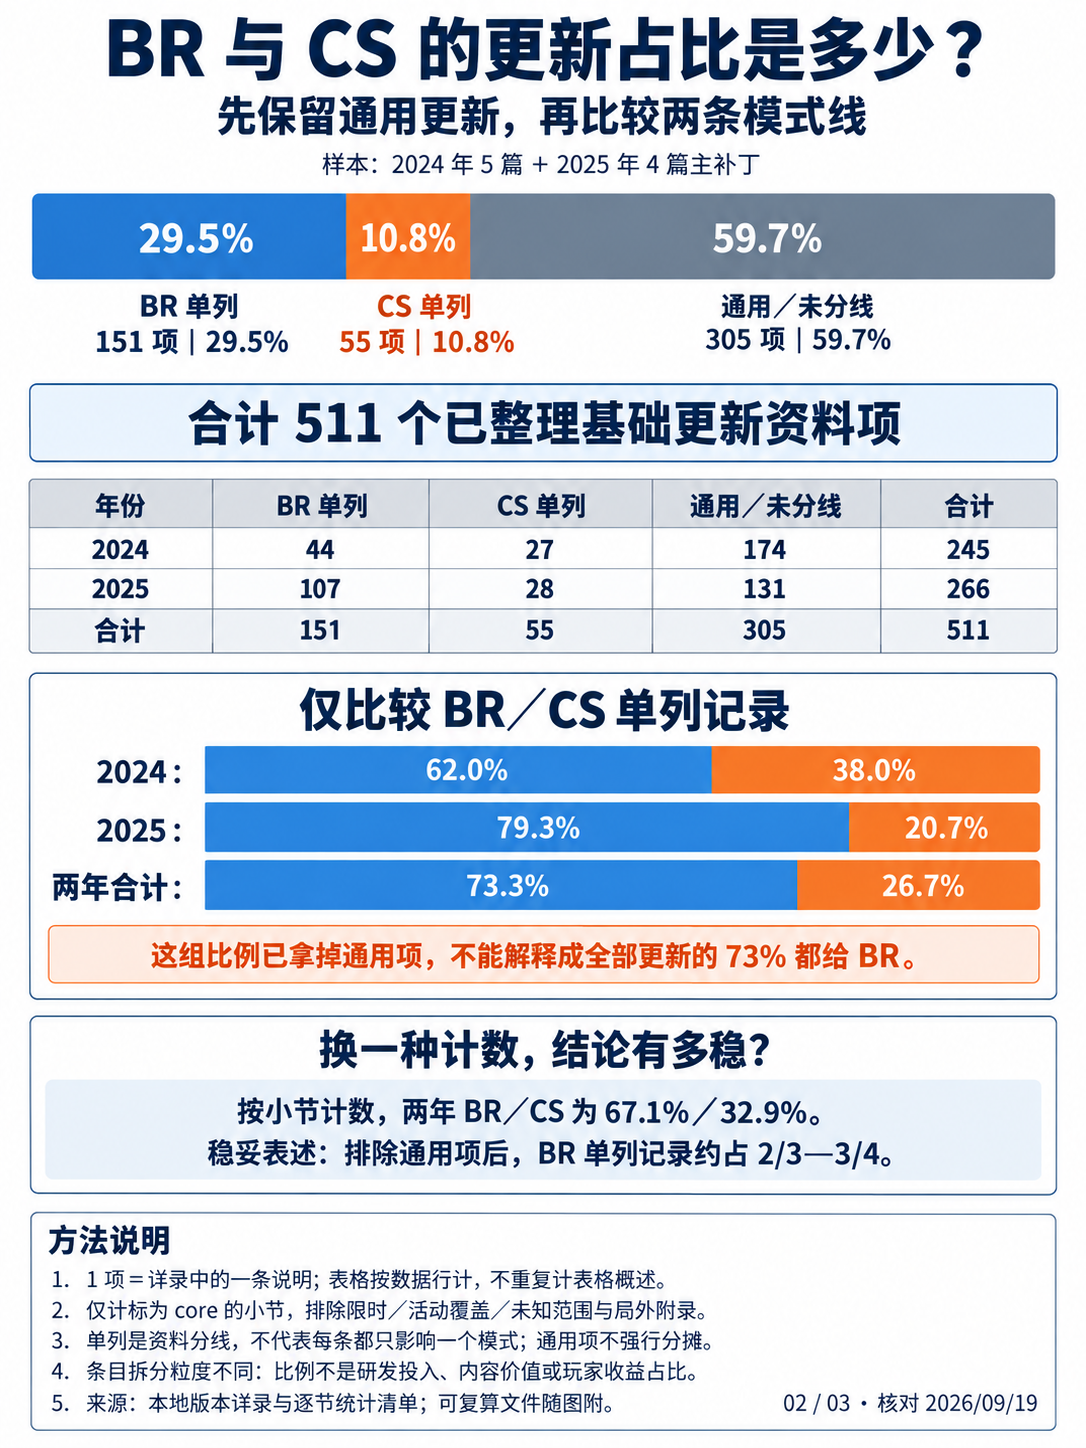 BR 与 CS 的更新占比是多少？
先保留通用更新，再比较两条模式线
样本：2024 年 5 篇 + 2025 年 4 篇主补丁
29.5% 10.8% 59.7%
BR 单列 CS 单列 通用／未分线
151 项 | 29.5% 55 项 | 10.8% 305 项 | 59.7%
合计 511 个已整理基础更新资料项
年份 BR 单列 CS 单列 通用／未分线 合计
2024 44 27 174 245
2025 107 28 131 266
合计 151 55 305 511
仅比较 BR／CS 单列记录
2024： 62.0% 38.0%
2025： 79.3% 20.7%
两年合计： 73.3% 26.7%
这组比例已拿掉通用项，不能解释成全部更新的 73% 都给 BR。
换一种计数，结论有多稳？
按小节计数，两年 BR／CS 为 67.1%／32.9%。
稳妥表述：排除通用项后，BR 单列记录约占 2/3—3/4。
方法说明
1. 1 项＝详录中的一条说明；表格按数据行计，不重复计表格概述。
2. 仅计标为 core 的小节，排除限时／活动覆盖／未知范围与局外附录。
3. 单列是资料分线，不代表每条都只影响一个模式；通用项不强行分摊。
4. 条目拆分粒度不同：比例不是研发投入、内容价值或玩家收益占比。
5. 来源：本地版本详录与逐节统计清单；可复算文件随图附。
02 / 03 • 核对 2026/09/19